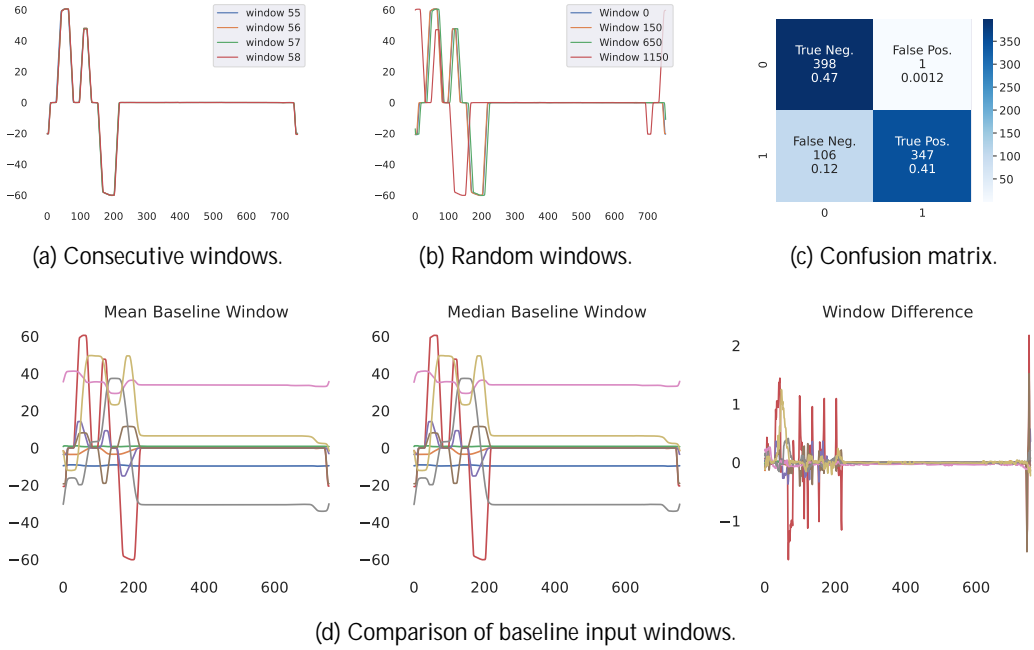 60
40
20
0
−20
−40
−60
0 100 200 300 400 500 600 700
window 55
window 56
window 57
window 58
(a) Consecutive windows.
60
40
20
0
−20
−40
−60
0 100 200 300 400 500 600 700
Window 0
Window 150
Window 650
Window 1150
(b) Random windows.
0
1
True Neg.
398
0.47
False Pos.
1
0.0012
False Neg.
106
0.12
True Pos.
347
0.41
0 1
350
300
250
200
150
100
50
(c) Confusion matrix.
Mean Baseline Window
60
40
20
0
−20
−40
−60
0 200 400 600
Median Baseline Window
60
40
20
0
−20
−40
−60
0 200 400 600
Window Difference
2
1
0
−1
0 200 400 600
(d) Comparison of baseline input windows.